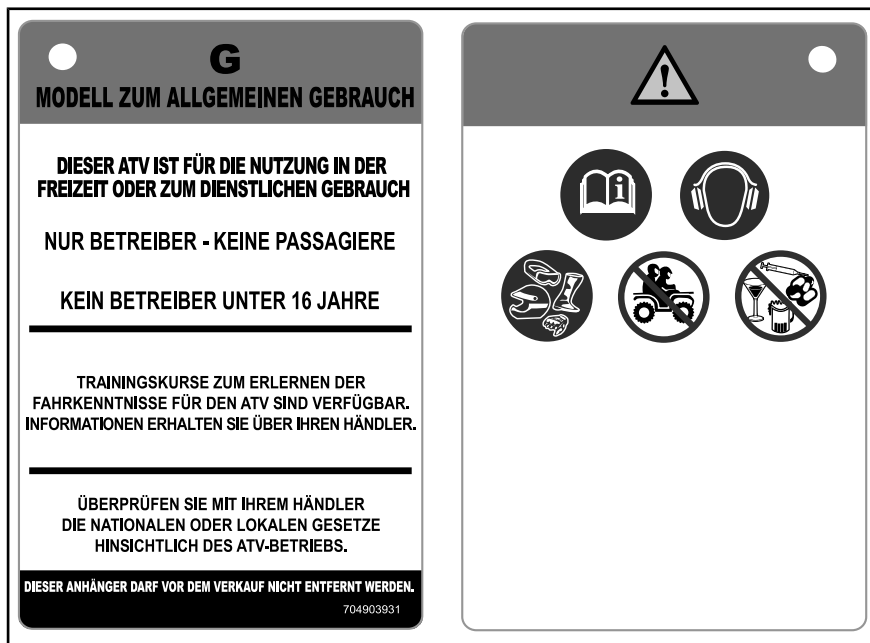 G
MODELL ZUM ALLGEMEINEN GEBRAUCH
DIESER ATV IST FÜR DIE NUTZUNG IN DER
FREIZEIT ODER ZUM DIENSTLICHEN GEBRAUCH
NUR BETREIBER - KEINE PASSAGIERE
KEIN BETREIBER UNTER 16 JAHRE
TRAININGSKURSE ZUM ERLERNEN DER
FAHRKENNTNISSE FÜR DEN ATV SIND VERFÜGBAR.
INFORMATIONEN ERHALTEN SIE ÜBER IHREN HÄNDLER.
ÜBERPRÜFEN SIE MIT IHREM HÄNDLER
DIE NATIONALEN ODER LOKALEN GESETZE
HINSICHTLICH DES ATV-BETRIEBS.
DIESER ANHÄNGER DARF VOR DEM VERKAUF NICHT ENTFERNT WERDEN.
704903931